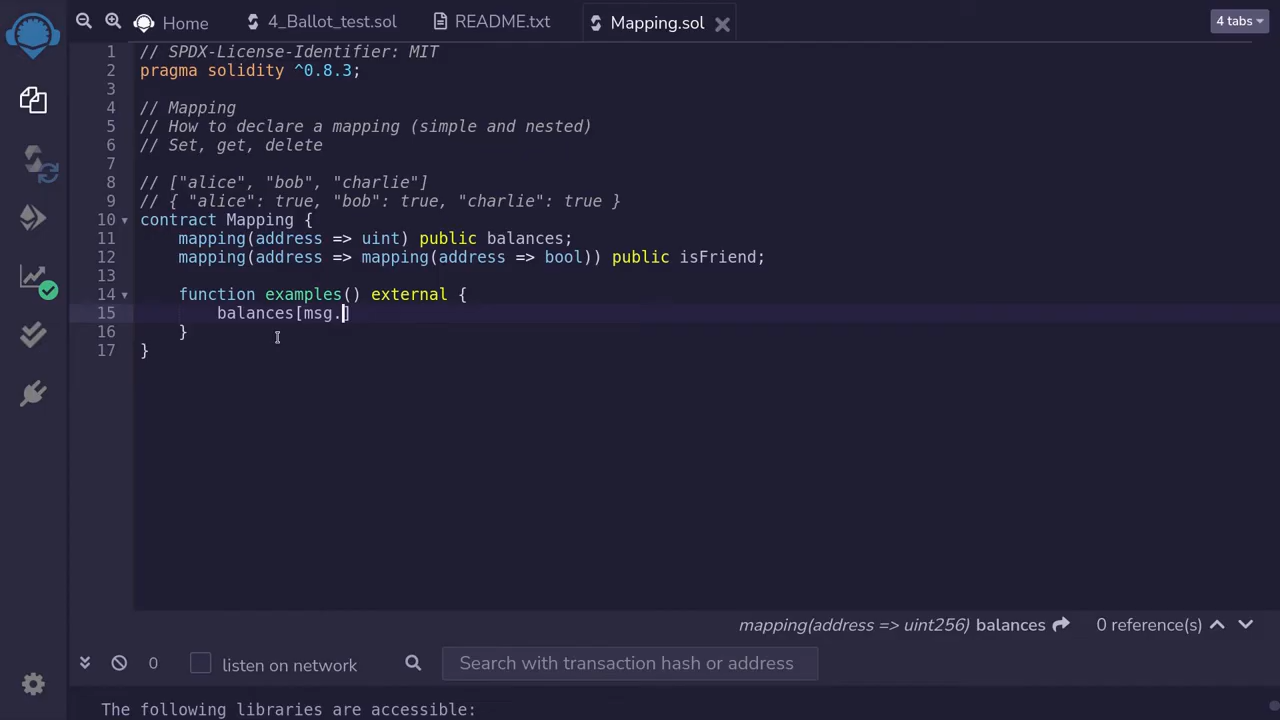 Home
4_Ballot_test.sol
README.txt
Mapping.sol
4 tabs
1 // SPDX-License-Identifier: MIT
2 pragma solidity ^0.8.3;
3
4 // Mapping
5 // How to declare a mapping (simple and nested)
6 // Set, get, delete
7
8 // ["alice", "bob", "charlie"]
9 // { "alice": true, "bob": true, "charlie": true }
10 contract Mapping {
11     mapping(address => uint) public balances;
12     mapping(address => mapping(address => bool)) public isFriend;
13
14     function examples() external {
15         balances[msg.]
16     }
17 }
mapping(address => uint256) balances
0 reference(s)
0
listen on network
Search with transaction hash or address
The following libraries are accessible: